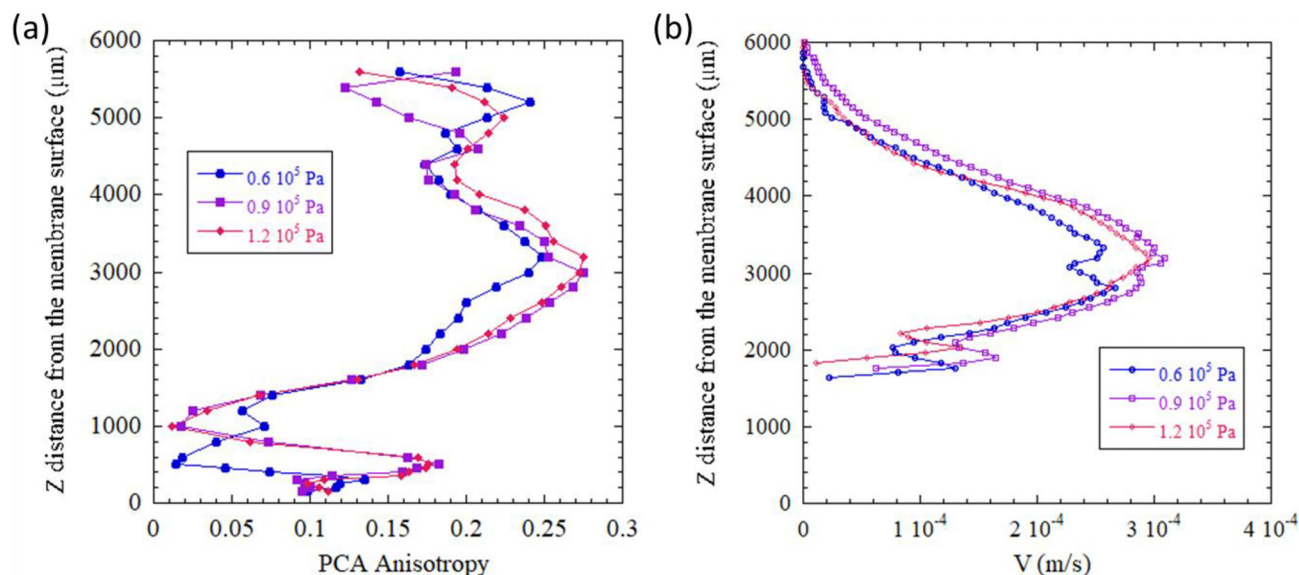 (a)
Z distance from the membrane surface (μm)
6000
5000
4000
3000
2000
1000
0
0.6 10⁵ Pa
0.9 10⁵ Pa
1.2 10⁵ Pa
0 0.05 0.1 0.15 0.2 0.25 0.3
PCA Anisotropy
(b)
Z distance from the membrane surface (μm)
6000
5000
4000
3000
2000
1000
0
0.6 10⁵ Pa
0.9 10⁵ Pa
1.2 10⁵ Pa
0 1 10⁻⁴ 2 10⁻⁴ 3 10⁻⁴ 4 10⁻⁴
V (m/s)